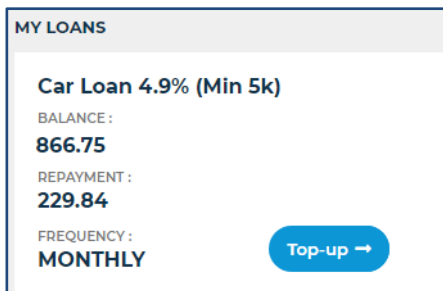 MY LOANS
Car Loan 4.9% (Min 5k)
BALANCE :
866.75
REPAYMENT :
229.84
FREQUENCY :
MONTHLY
Top-up →